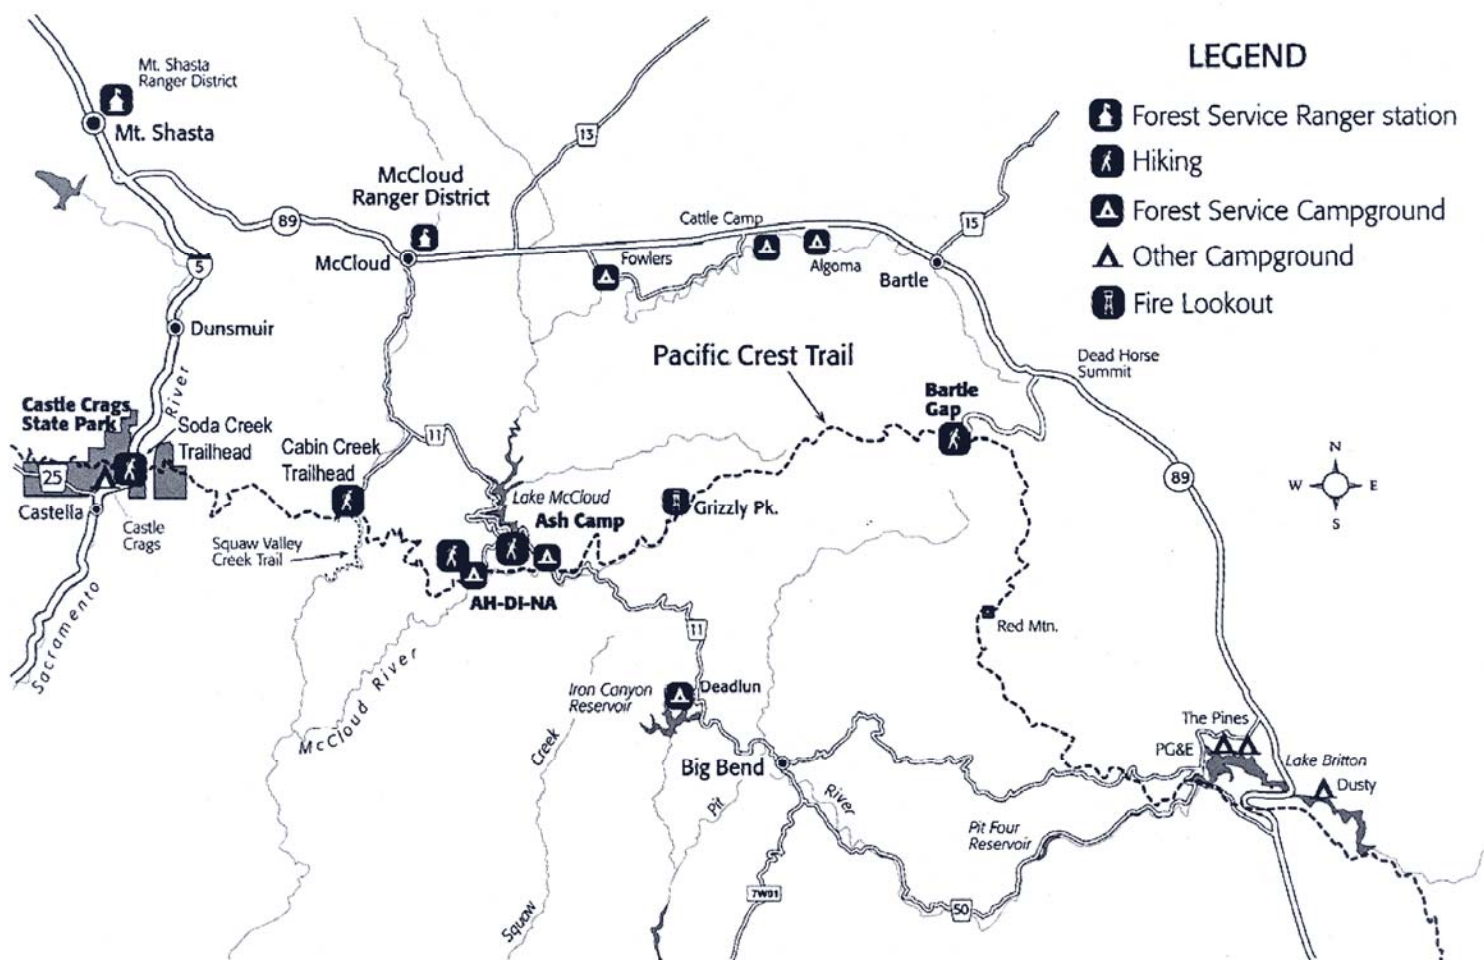 LEGEND
Forest Service Ranger station
Hiking
Forest Service Campground
Other Campground
Fire Lookout
Mt. Shasta
Ranger District
Mt. Shasta
13
McCloud
Ranger District
89
Cattle Camp
15
McCloud
Fowlers
Algoma
Bartle
5
Dunsmuir
Pacific Crest Trail
Dead Horse
Summit
Bartle
Gap
River
Castle Crags
State Park
Soda Creek
Trailhead
Cabin Creek
Trailhead
11
25
89
N
W
E
S
Lake McCloud
Grizzly Pk.
Castella
Castle
Crags
Ash Camp
Squaw Valley
Creek Trail
AH-DI-NA
Sacramento
11
Red Mtn.
McCloud River
Iron Canyon
Reservoir
Deadlun
The Pines
PG&E
Lake Britton
Creek
Big Bend
Dusty
Pit
River
Pit Four
Reservoir
7W01
50
Squaw